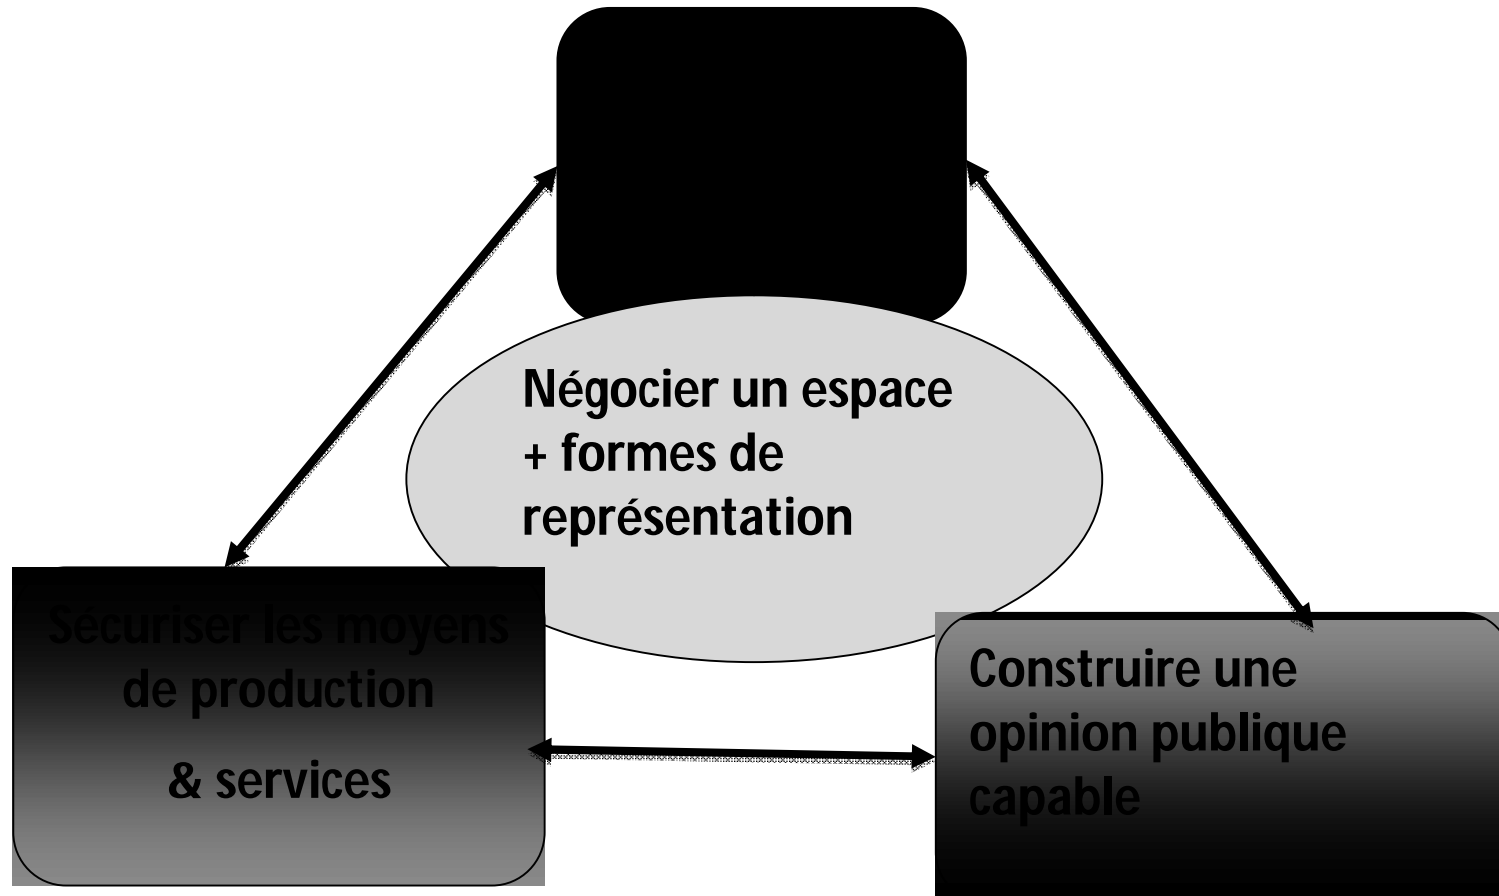 Négocier un espace
+ formes de
représentation
Sécuriser les moyens
de production
& services
Construire une
opinion publique
capable